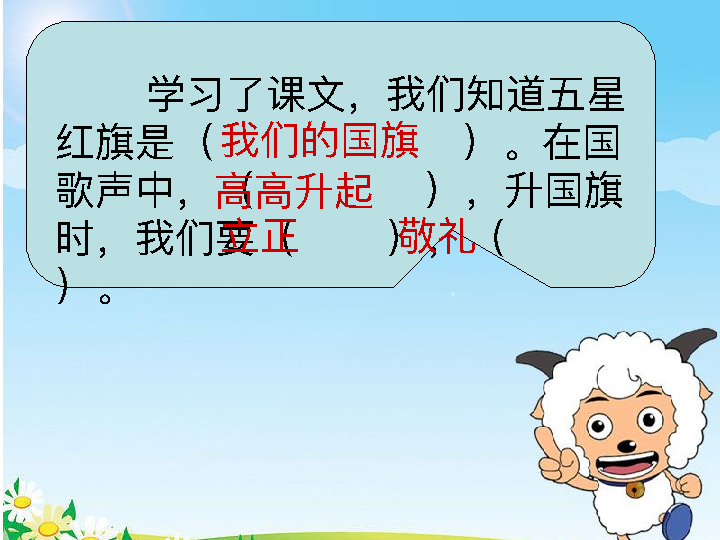 学习了课文，我们知道五星
红旗是（我们的国旗　）。在国
歌声中，（高高升起　），升国旗
时，我们要（立正　），敬礼（
）。